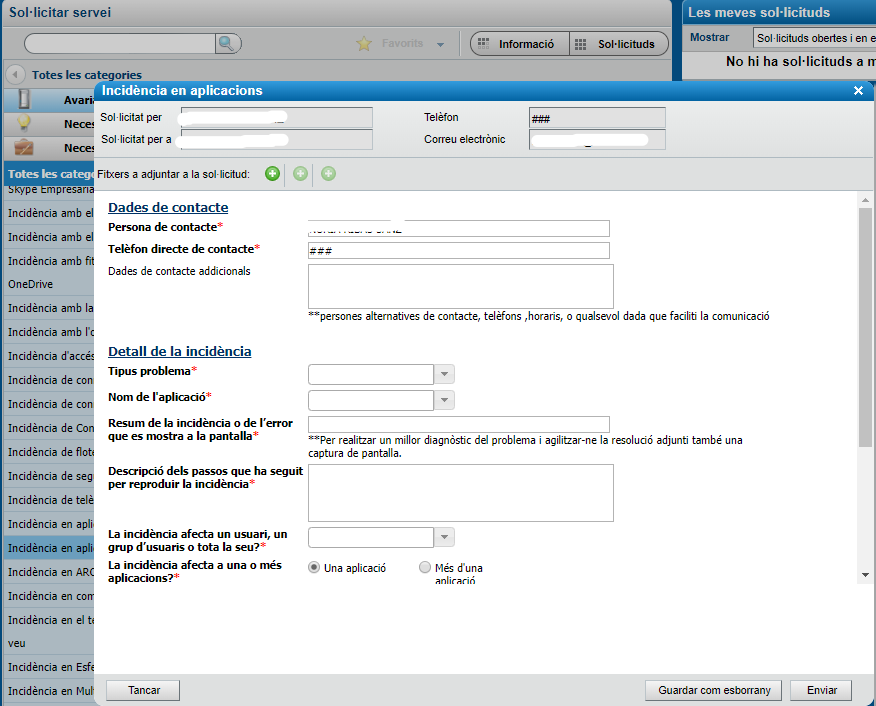 Sol·licitar servei
Les meves sol·licituds
Favorits
Informació
Sol·licituds
Mostrar
Sol·licituds obertes i en e
No hi ha sol·licituds a m
Totes les categories
Avari
Neces
Neces
Totes les catego
Skype Empresaria
Incidència amb el
Incidència amb el
Incidència amb fit
OneDrive
Incidència amb la
Incidència amb l'o
Incidència d'accés
Incidència de con
Incidència de con
Incidència de Con
Incidència de flote
Incidència de seg
Incidència de telè
Incidència en apli
Incidència en apli
Incidència en ARC
Incidència en com
Incidència en el te
veu
Incidència en Esfe
Incidència en Mul
Incidència en aplicacions
Sol·licitat per
Telèfon
###
Sol·licitat per a
Correu electrònic
Fitxers a adjuntar a la sol·licitud:
Dades de contacte
Persona de contacte*
Telèfon directe de contacte*
###
Dades de contacte addicionals
**persones alternatives de contacte, telèfons ,horaris, o qualsevol dada que faciliti la comunicació
Detall de la incidència
Tipus problema*
Nom de l'aplicació*
Resum de la incidència o de l’error
que es mostra a la pantalla*
**Per realitzar un millor diagnòstic del problema i agilitzar-ne la resolució adjunti també una
captura de pantalla.
Descripció dels passos que ha seguit
per reproduir la incidència*
La incidència afecta un usuari, un
grup d’usuaris o tota la seu?*
La incidència afecta a una o més
aplicacions?*
Una aplicació
Més d'una
aplicació
Tancar
Guardar com esborrany
Enviar